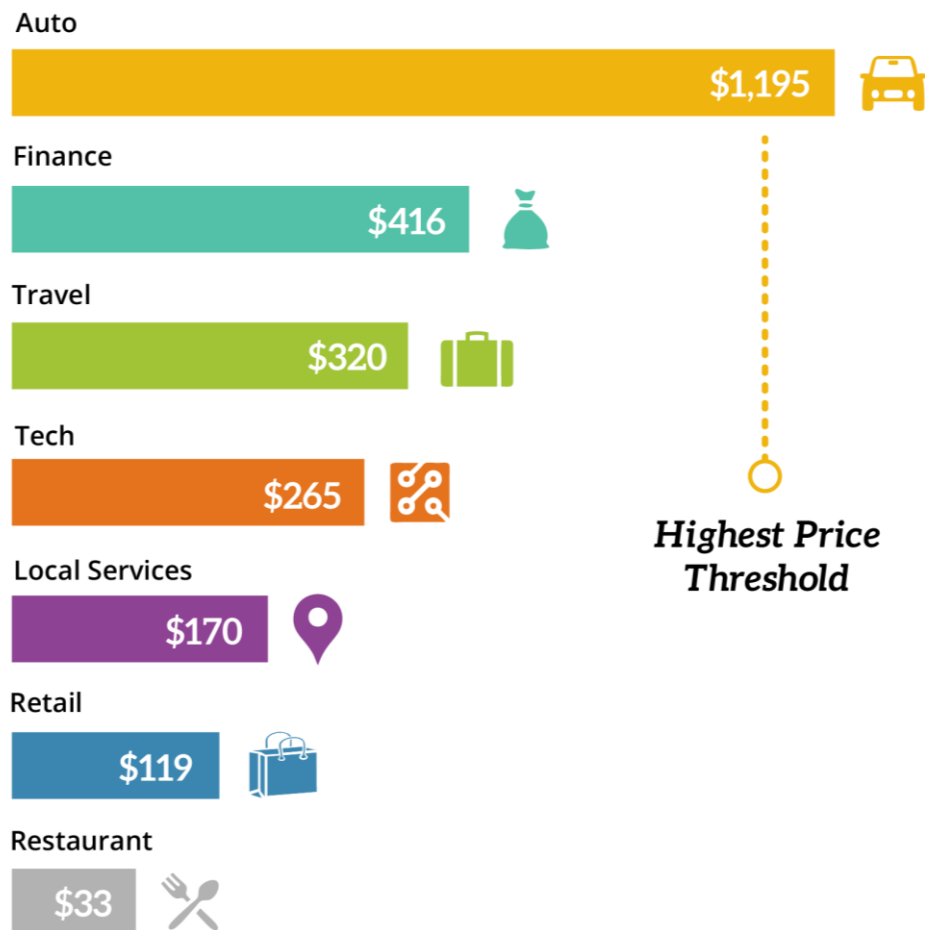 Auto
$1,195
Finance
$416
Travel
$320
Tech
$265
Highest Price
Threshold
Local Services
$170
Retail
$119
Restaurant
$33